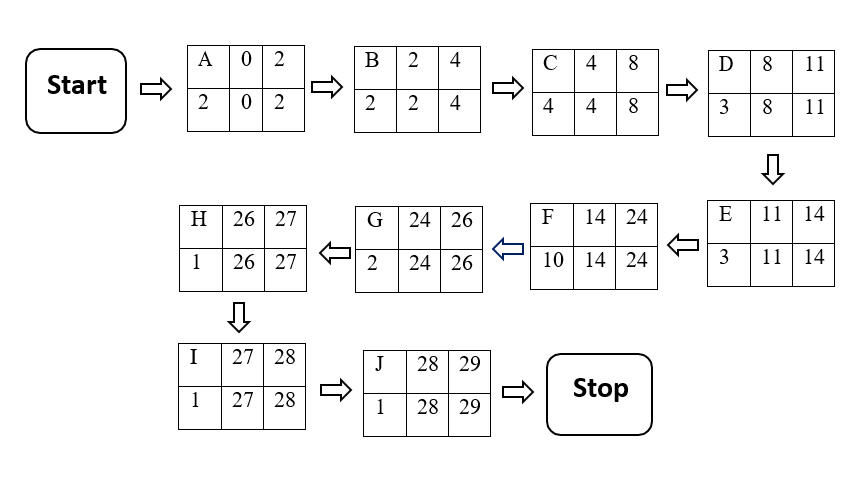 Start
A 0 2
2 0 2
B 2 4
2 2 4
C 4 8
4 4 8
D 8 11
3 8 11
E 11 14
3 11 14
F 14 24
10 14 24
G 24 26
2 24 26
H 26 27
1 26 27
I 27 28
1 27 28
J 28 29
1 28 29
Stop